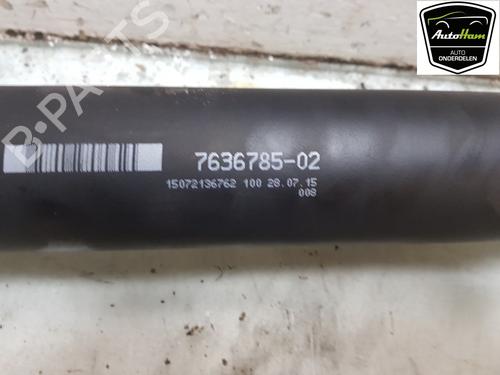 AutoHam
AUTO
ONDERDELEN
B-PARTS
7636785-02
15072136762 100 28.07.15
008